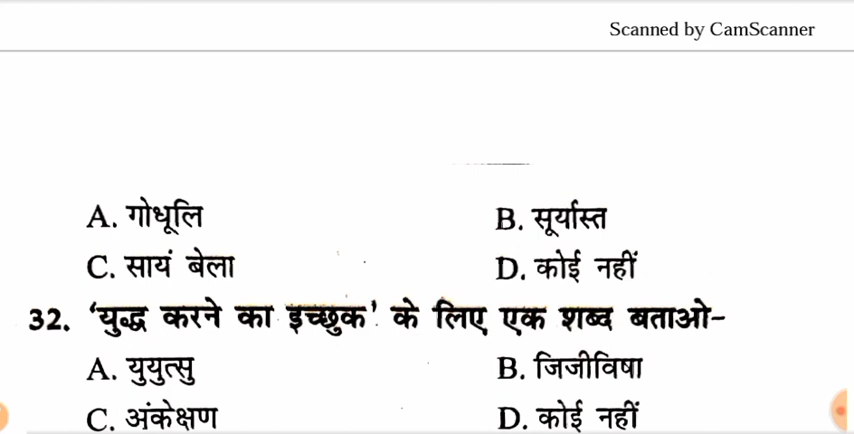 Scanned by CamScanner
A. गोधूलि B. सूर्यास्त
C. सायं बेला D. कोई नहीं
32. 'युद्ध करने का इच्छुक' के लिए एक शब्द बताओ-
A. युयुत्सु B. जिजीविषा
C. अंकेक्षण D. कोई नहीं